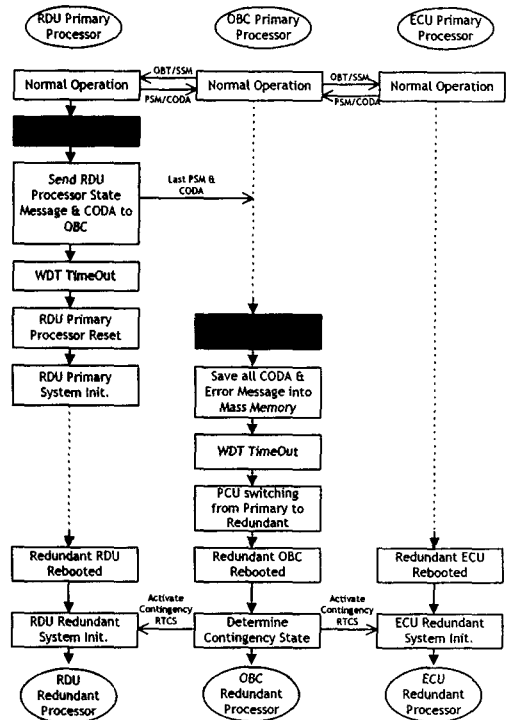 RDU Primary
Processor
OBC Primary
Processor
ECU Primary
Processor
Normal Operation
OBT/SSM
PSM/CODA
Normal Operation
OBT/SSM
PSM/CODA
Normal Operation
Send RDU
Processor State
Message & CODA to
OBC
Last PSM &
CODA
WDT TimeOut
RDU Primary
Processor Reset
RDU Primary
System Init.
Save all CODA &
Error Message into
Mass Memory
WDT TimeOut
PCU switching
from Primary to
Redundant
Redundant RDU
Rebooted
Redundant OBC
Rebooted
Redundant ECU
Rebooted
RDU Redundant
System Init.
Activate
Contingency
RTCS
Determine
Contingency State
Activate
Contingency
RTCS
ECU Redundant
System Init.
RDU
Redundant
Processor
OBC
Redundant
Processor
ECU
Redundant
Processor